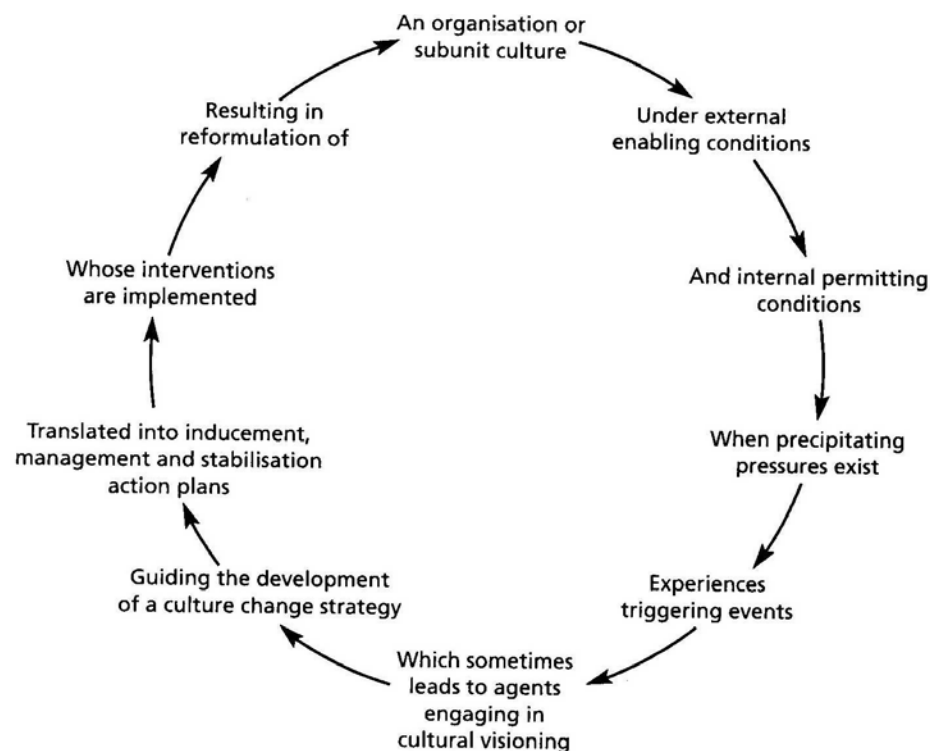 An organisation or
subunit culture
Under external
enabling conditions
And internal permitting
conditions
When precipitating
pressures exist
Experiences
triggering events
Which sometimes
leads to agents
engaging in
cultural visioning
Guiding the development
of a culture change strategy
Translated into inducement,
management and stabilisation
action plans
Whose interventions
are implemented
Resulting in
reformulation of